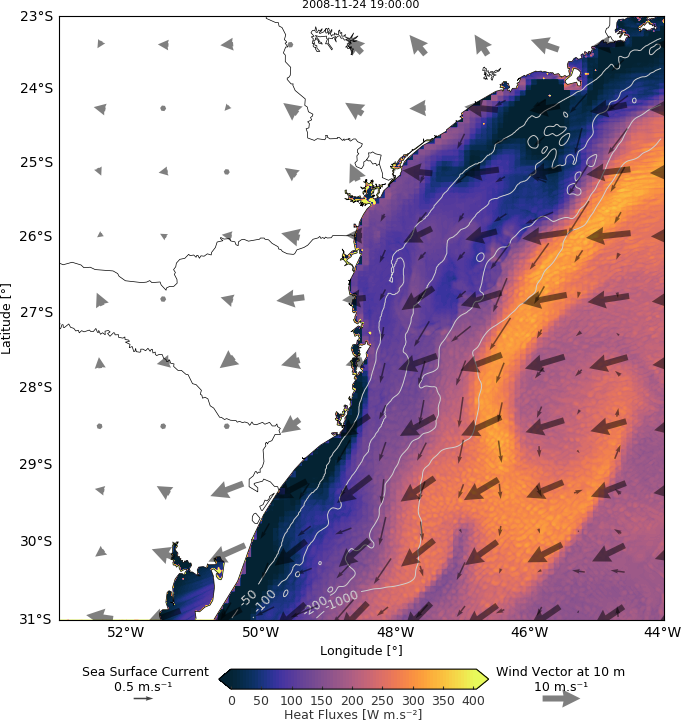 2008-11-24 19:00:00
23°S
24°S
25°S
26°S
27°S
28°S
29°S
30°S
31°S
Latitude [°]
-50
-100
-200
-1000
52°W 50°W 48°W 46°W 44°W
Longitude [°]
Sea Surface Current
0.5 m.s⁻¹
Wind Vector at 10 m
10 m.s⁻¹
0 50 100 150 200 250 300 350 400
Heat Fluxes [W m.s⁻²]